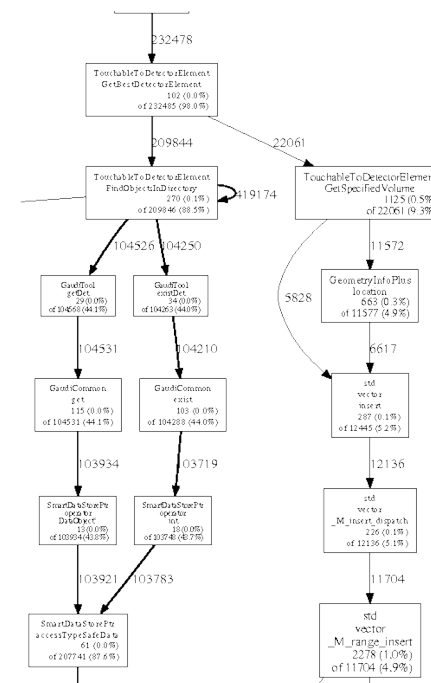 232478
TouchableToDetectorElement
GetBestDetectorElement
102 (0.0%)
of 232485 (98.0%)
209844
22061
TouchableToDetectorElement
FindObjectsInDirectory
270 (0.1%)
of 209846 (88.5%)
419174
TouchableToDetectorElemen
GetSpecifiedVolume
1125 (0.5%
of 22061 (9.3%
104526
104250
11572
5828
GaudiTool
getDet
29 (0.0%)
of 104568 (44.1%)
GaudiTool
existDet
34 (0.0%)
of 104263 (44.0%)
GeometryInfoPlus
location
663 (0.3%)
of 11577 (4.9%)
104531
104210
6617
GaudiCommon
get
115 (0.0%)
of 104531 (44.1%)
GaudiCommon
exist
103 (0.0%)
of 104288 (44.0%)
std
vector
insert
287 (0.1%)
of 12445 (5.2%)
103934
03719
12136
SmartDataStorePtr
operator
DataObject*
13 (0.0%)
of 103934 (43.8%)
SmartDataStorePtr
operator
int
18 (0.0%)
of 103748 (43.7%)
std
vector
_M_insert_dispatch
226 (0.1%)
of 12136 (5.1%)
103921
103783
11704
SmartDataStorePtr
accessTypeSafeData
61 (0.0%)
of 207741 (87.6%)
std
vector
_M_range_insert
2278 (1.0%)
of 11704 (4.9%)